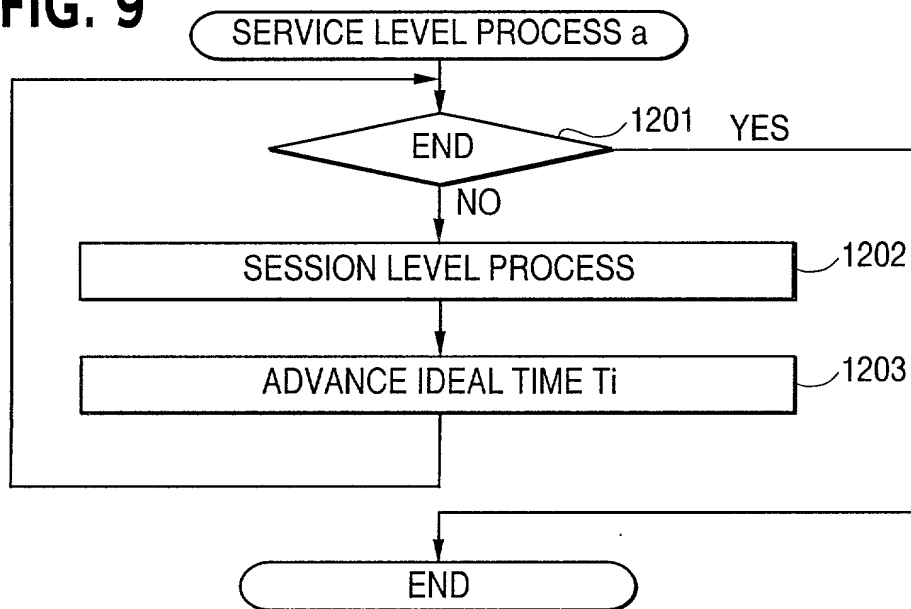 FIG. 9
SERVICE LEVEL PROCESS a
END
1201
YES
NO
SESSION LEVEL PROCESS
1202
ADVANCE IDEAL TIME Ti
1203
END